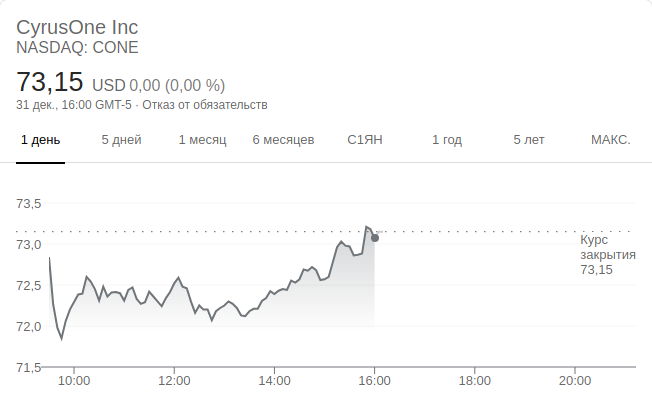 CyrusOne Inc
NASDAQ: CONE
73,15 USD 0,00 (0,00 %)
31 дек., 16:00 GMT-5 · Отказ от обязательств
1 день 5 дней 1 месяц 6 месяцев С1ЯН 1 год 5 лет МАКС.
73,5
73,0
72,5
72,0
71,5
Курс
закрытия
73,15
10:00 12:00 14:00 16:00 18:00 20:00